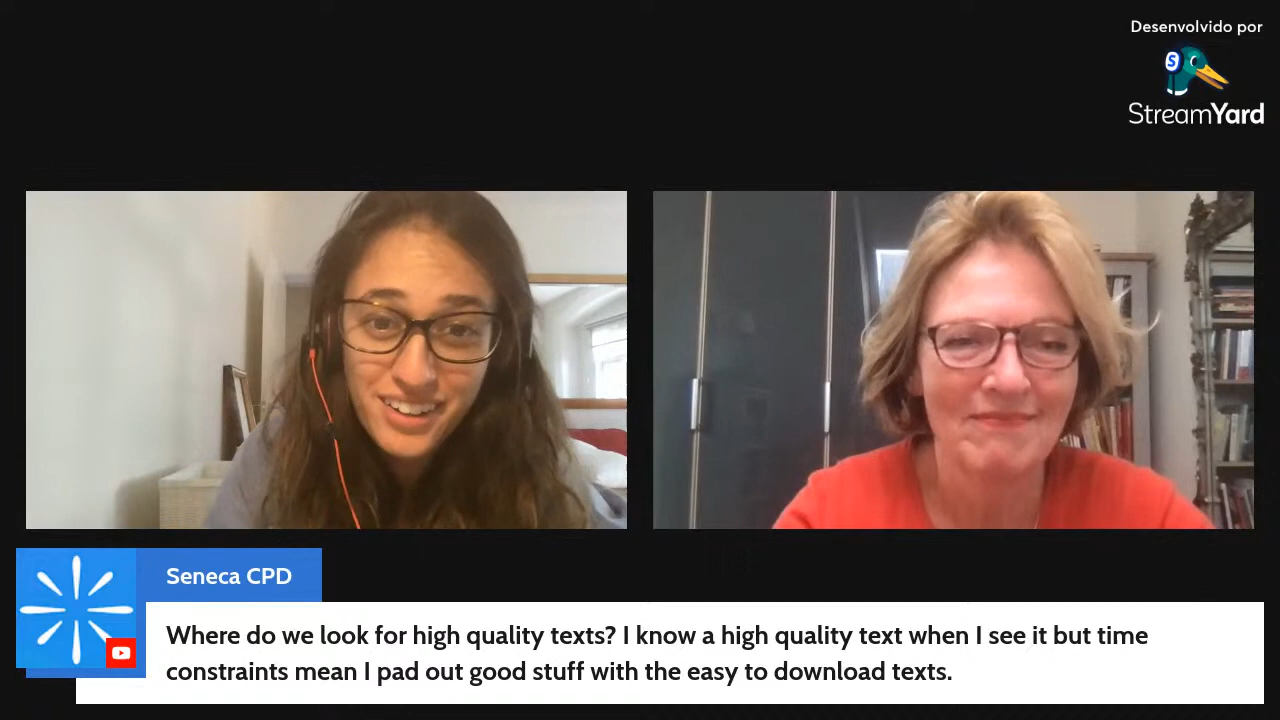 Desenvolvido por
S
StreamYard
Seneca CPD
Where do we look for high quality texts? I know a high quality text when I see it but time
constraints mean I pad out good stuff with the easy to download texts.